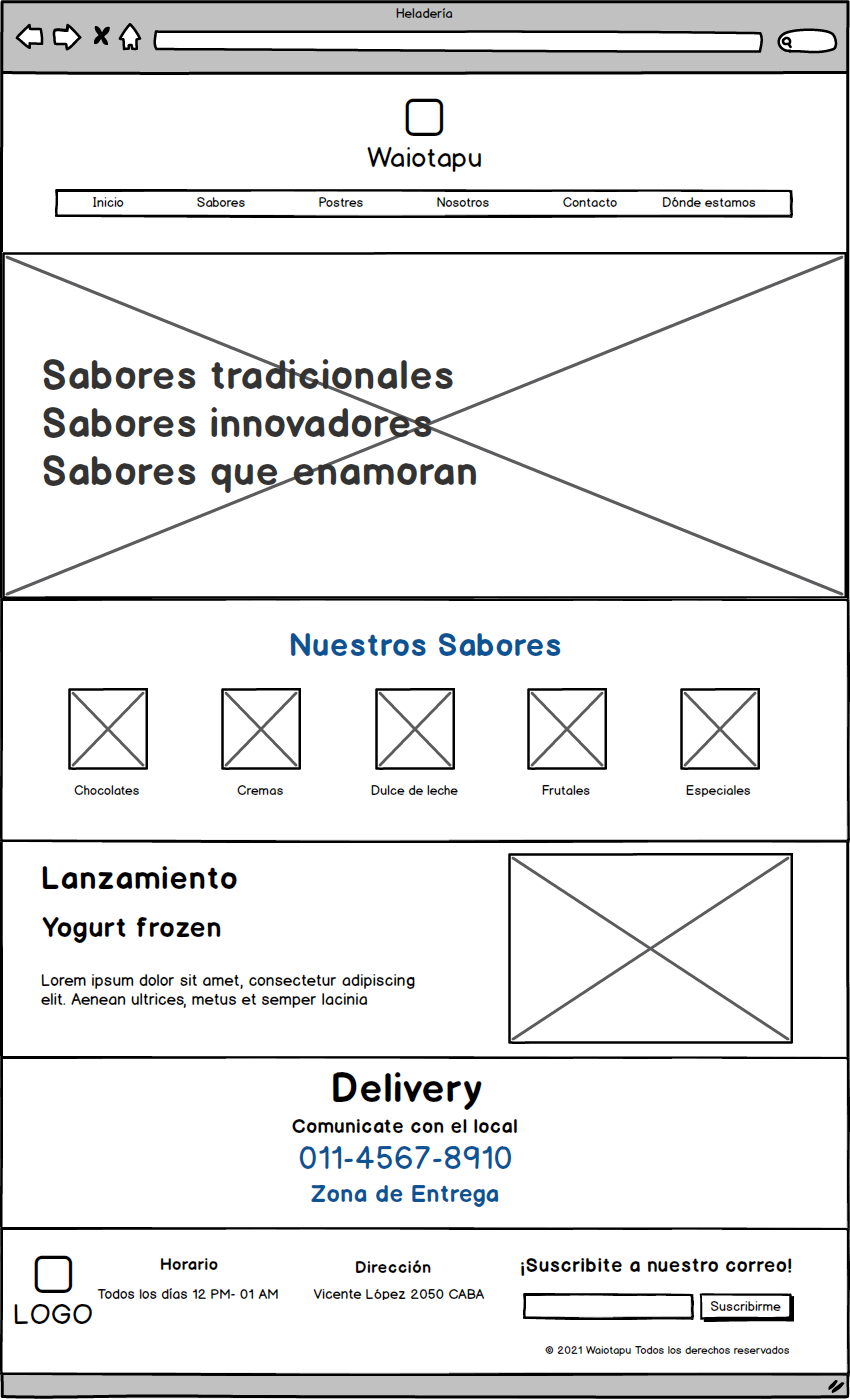 Heladería
Waiotapu
Inicio Sabores Postres Nosotros Contacto Dónde estamos
Sabores tradicionales
Sabores innovadores
Sabores que enamoran
Nuestros Sabores
Chocolates Cremas Dulce de leche Frutales Especiales
Lanzamiento
Yogurt frozen
Lorem ipsum dolor sit amet, consectetur adipiscing
elit. Aenean ultrices, metus et semper lacinia
Delivery
Comunicate con el local
011-4567-8910
Zona de Entrega
LOGO
Horario
Todos los días 12 PM- 01 AM
Dirección
Vicente López 2050 CABA
¡Suscribite a nuestro correo!
Suscribirme
© 2021 Waiotapu Todos los derechos reservados